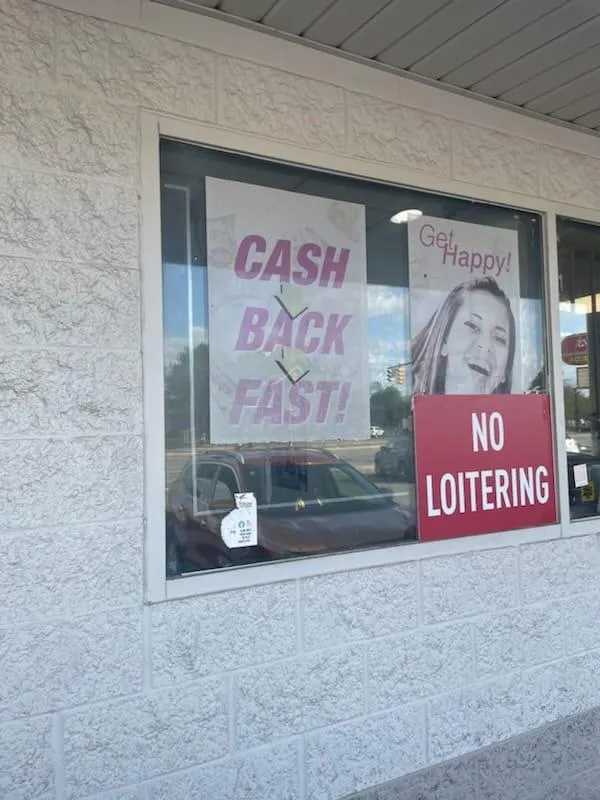 CASH
BACK
FAST!
Get
Happy!
NO
LOITERING